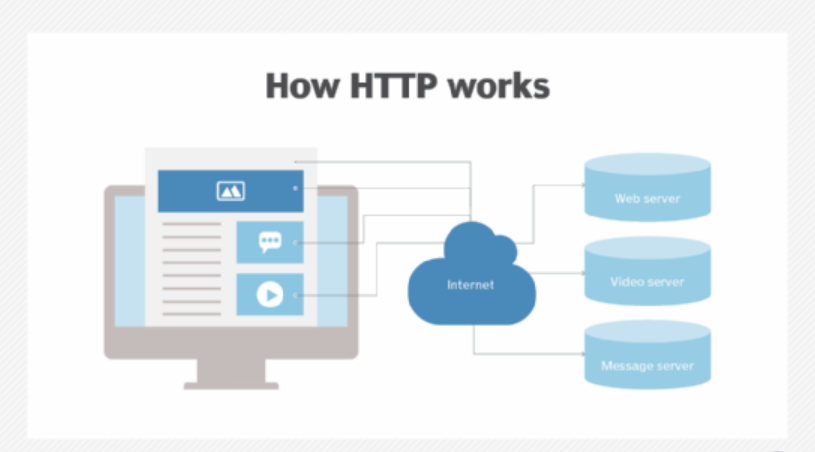 How HTTP works
Web server
Internet
Video server
Message server